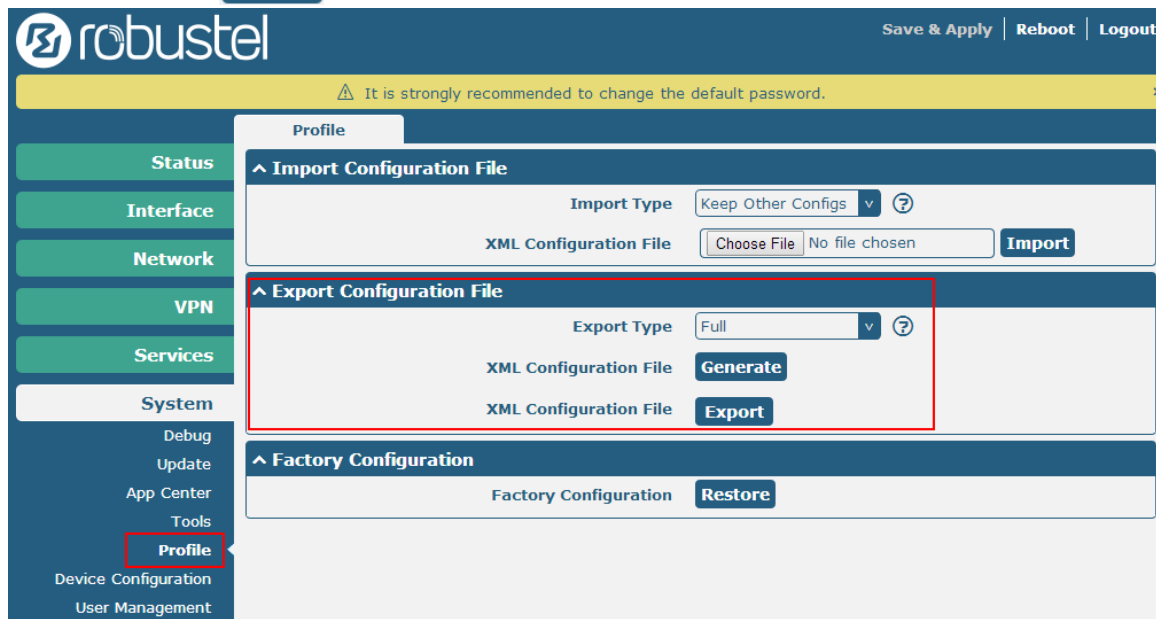 robustel
Save & Apply | Reboot | Logout
⚠ It is strongly recommended to change the default password.
Profile
Status
Interface
Network
VPN
Services
System
Debug
Update
App Center
Tools
Profile
Device Configuration
User Management
^ Import Configuration File
Import Type Keep Other Configs v ?
XML Configuration File Choose File No file chosen Import
^ Export Configuration File
Export Type Full v ?
XML Configuration File Generate
XML Configuration File Export
^ Factory Configuration
Factory Configuration Restore